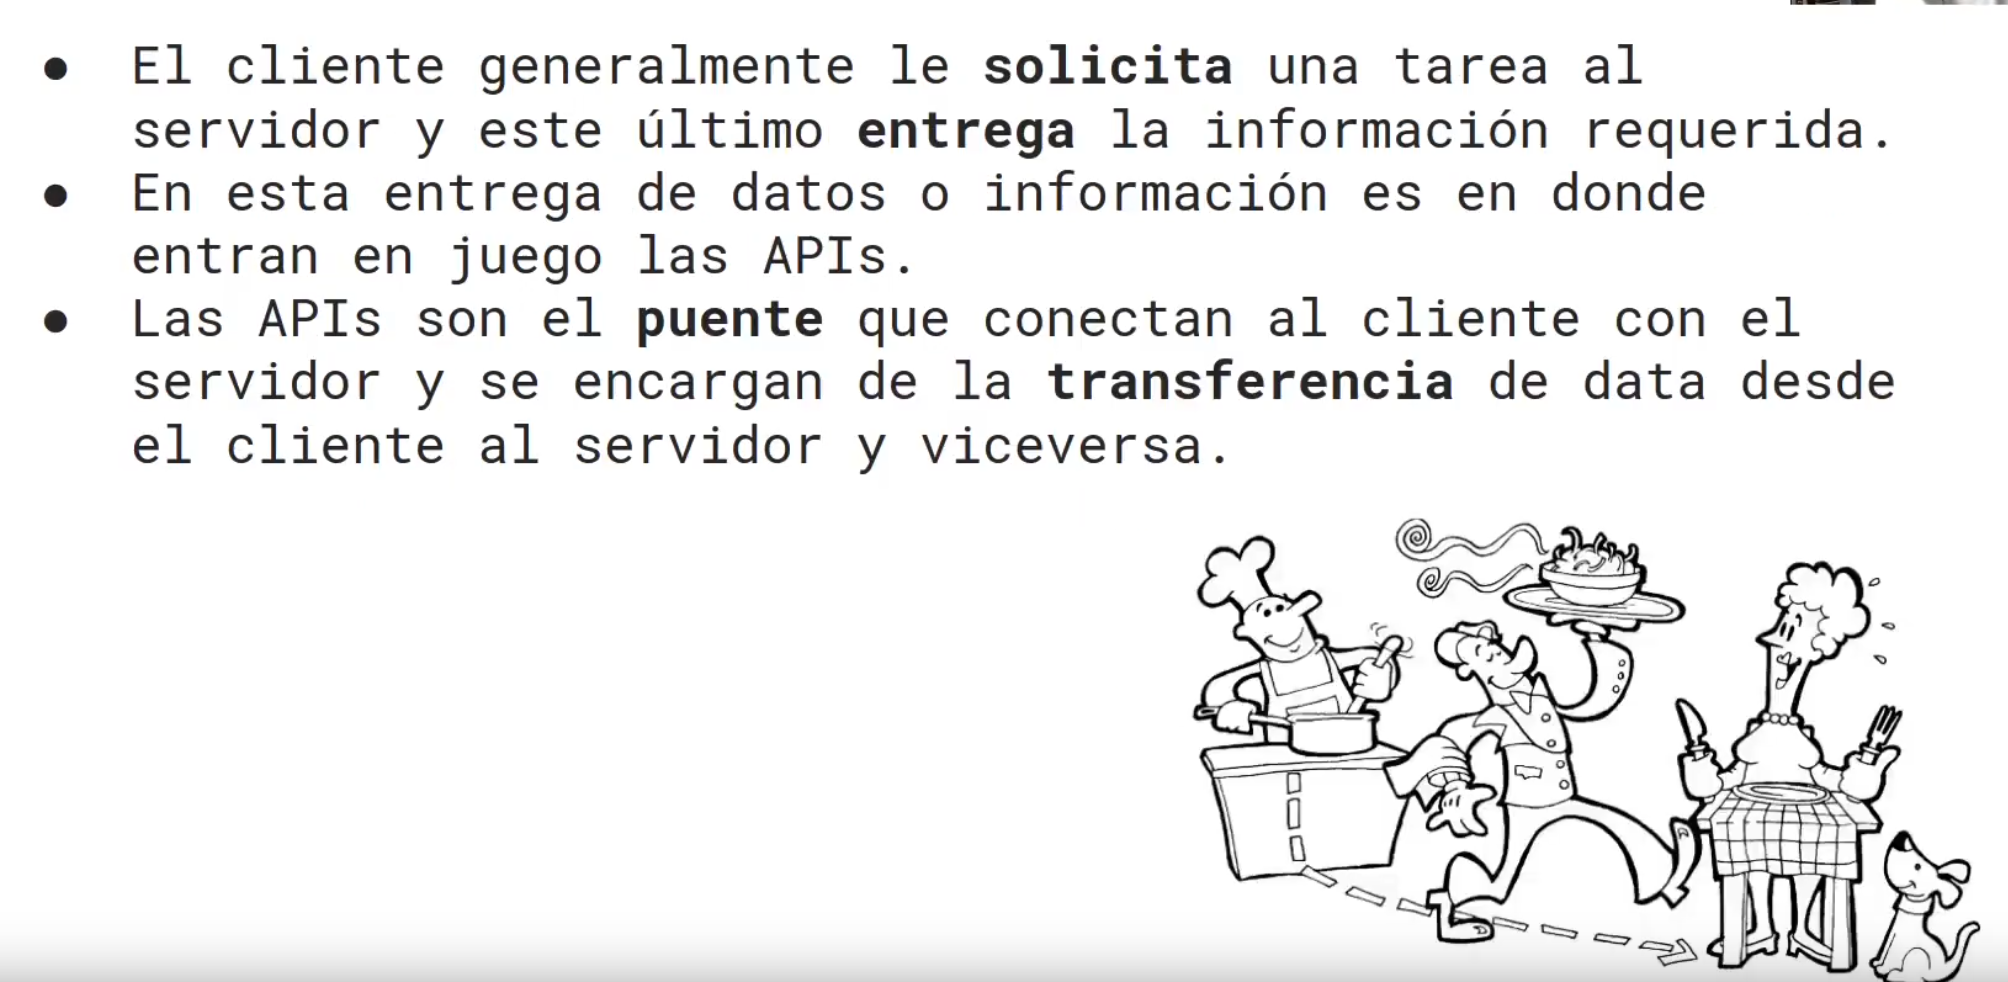 ● El cliente generalmente le solicita una tarea al
servidor y este último entrega la información requerida.
● En esta entrega de datos o información es en donde
entran en juego las APIs.
● Las APIs son el puente que conectan al cliente con el
servidor y se encargan de la transferencia de data desde
el cliente al servidor y viceversa.